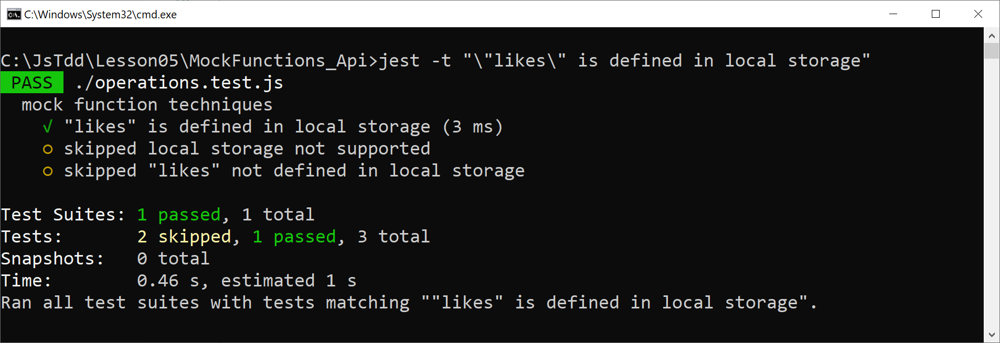 C:\Windows\System32\cmd.exe
C:\JsTdd\Lesson05\MockFunctions_Api>jest -t "\"likes\" is defined in local storage"
PASS ./operations.test.js
mock function techniques
√ "likes" is defined in local storage (3 ms)
○ skipped local storage not supported
○ skipped "likes" not defined in local storage
Test Suites: 1 passed, 1 total
Tests: 2 skipped, 1 passed, 3 total
Snapshots: 0 total
Time: 0.46 s, estimated 1 s
Ran all test suites with tests matching ""likes" is defined in local storage".